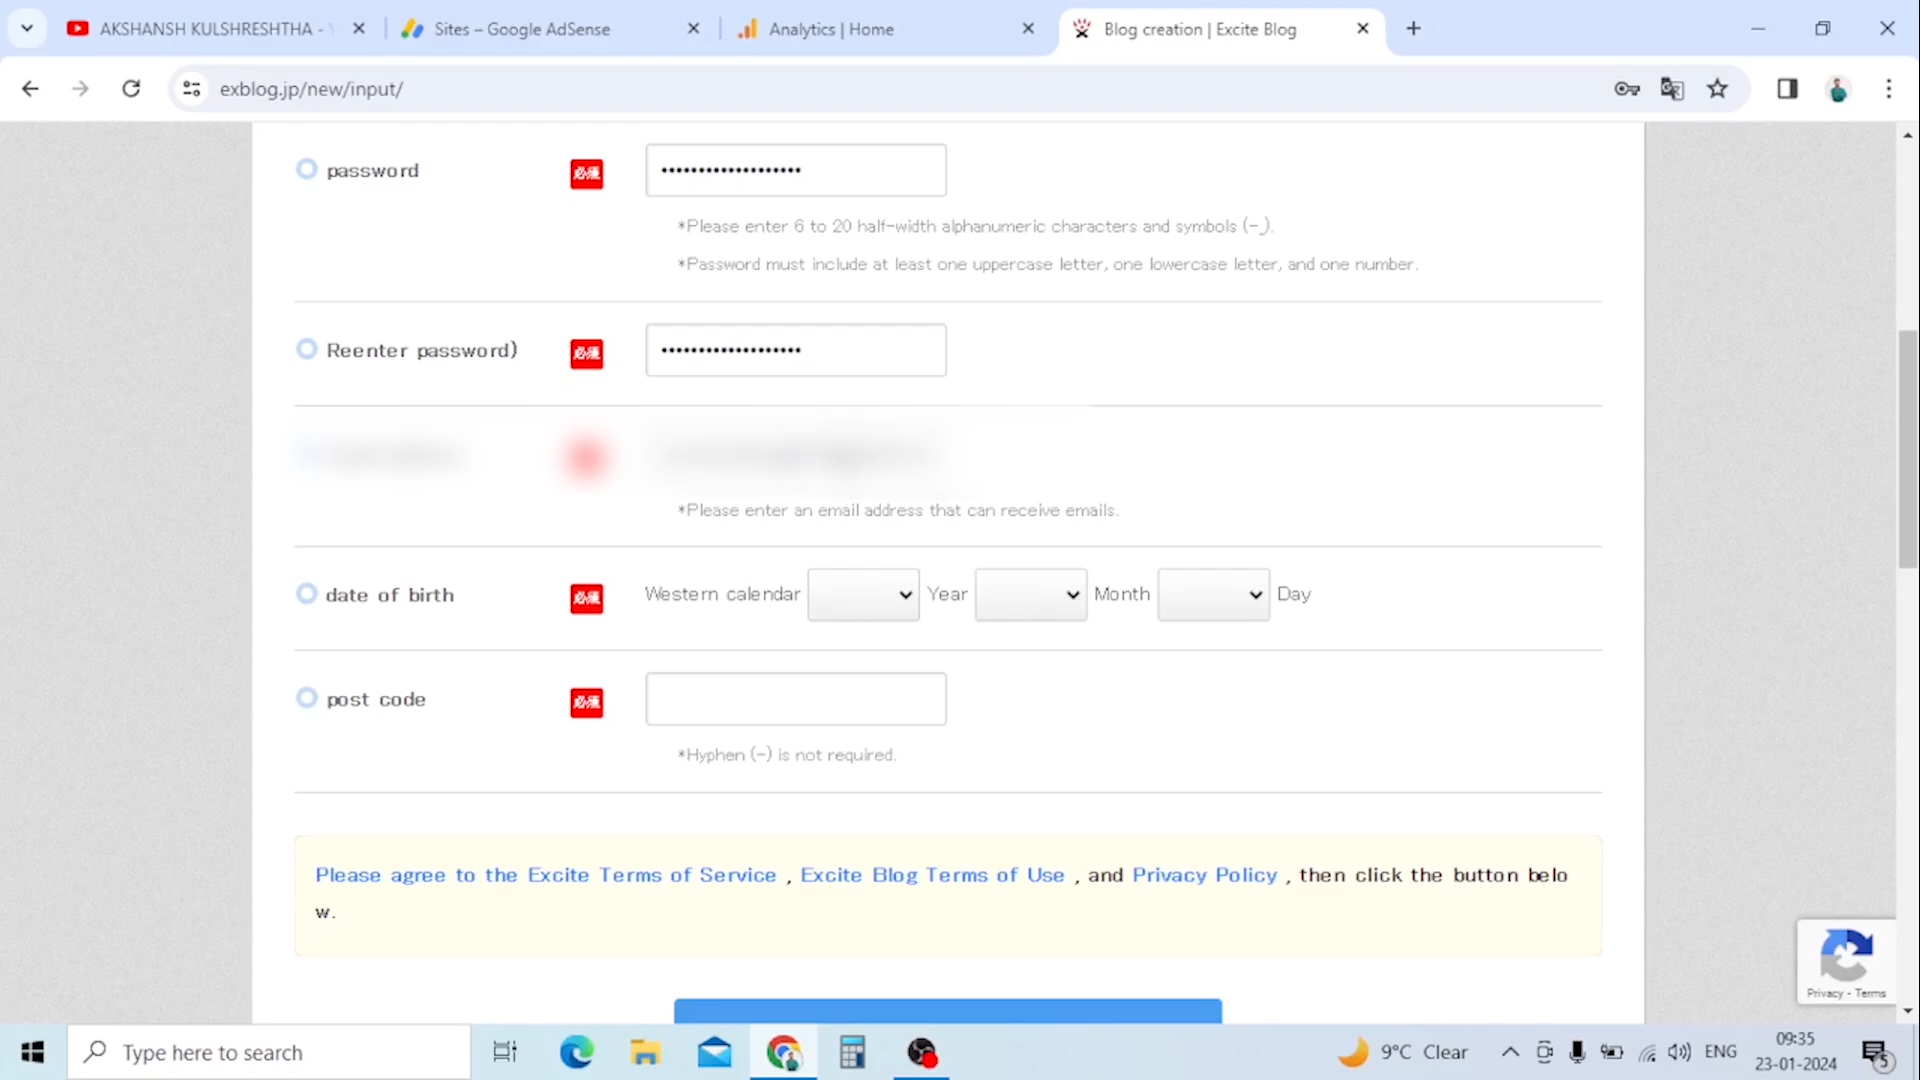 AKSHANSH KULSHRESHTHA -
Sites – Google AdSense
Analytics | Home
Blog creation | Excite Blog
exblog.jp/new/input/
password
必須
*Please enter 6 to 20 half-width alphanumeric characters and symbols (-_).
*Password must include at least one uppercase letter, one lowercase letter, and one number.
Reenter password)
必須
*Please enter an email address that can receive emails.
date of birth
必須
Western calendar
Year
Month
Day
post code
必須
*Hyphen (-) is not required.
Please agree to the Excite Terms of Service , Excite Blog Terms of Use , and Privacy Policy , then click the button belo
w.
Privacy - Terms
Type here to search
9°C Clear
ENG
09:35
23-01-2024
5